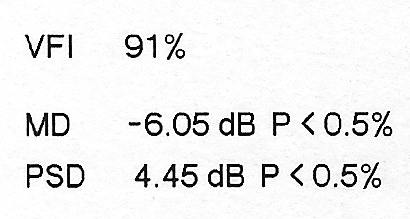 VFI 91%
MD -6.05 dB P < 0.5%
PSD 4.45 dB P < 0.5%